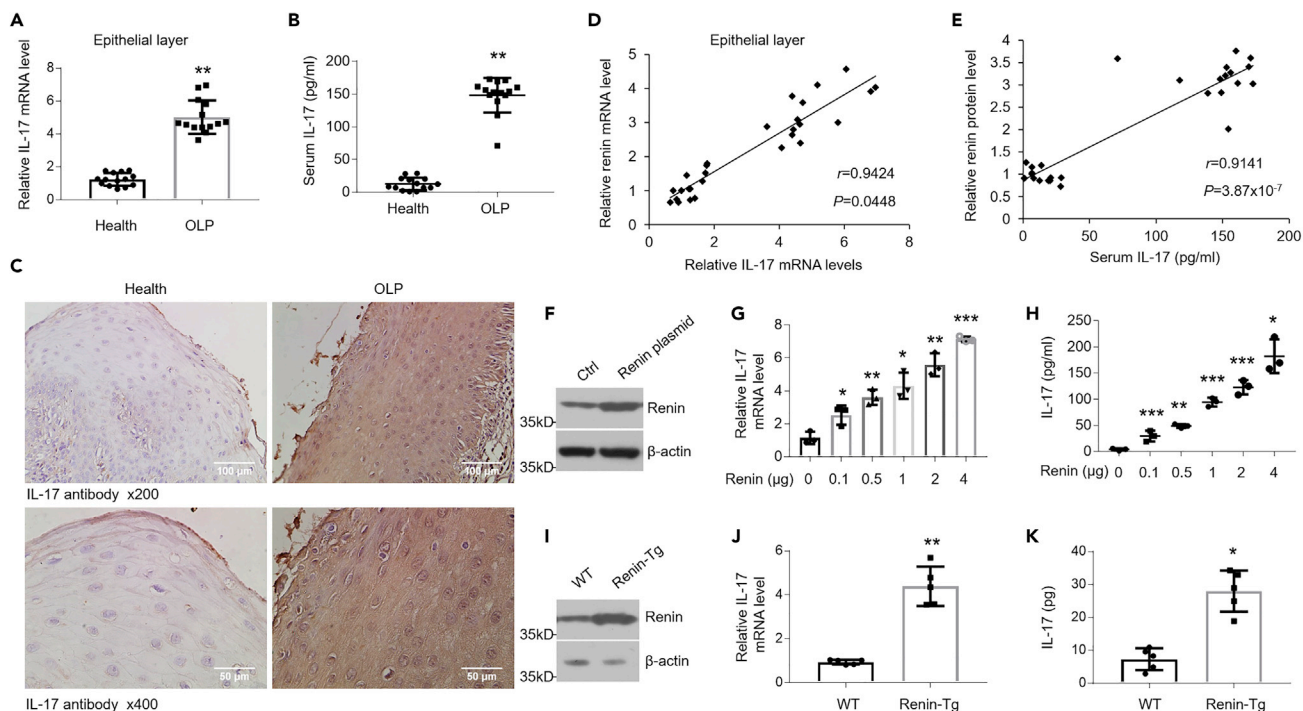 A
Epithelial layer
Relative IL-17 mRNA level
8
6
4
2
0
**
Health
OLP
B
Serum IL-17 (pg/ml)
200
150
100
50
0
**
Health
OLP
D
Epithelial layer
Relative renin mRNA level
5
4
3
2
1
0
r=0.9424
P=0.0448
0 2 4 6 8
Relative IL-17 mRNA levels
E
Relative renin protein level
4
3.5
3
2.5
2
1.5
1
0.5
0
r=0.9141
P=3.87x10-7
0 50 100 150 200
Serum IL-17 (pg/ml)
C
Health
OLP
100 µm
100 µm
IL-17 antibody x200
50 µm
50 µm
IL-17 antibody x400
F
Ctrl
Renin plasmid
Renin
35kD
β-actin
35kD
G
Relative IL-17
mRNA level
8
6
4
2
0
* ** * ** ***
Renin (µg) 0 0.1 0.5 1 2 4
H
IL-17 (pg/ml)
250
200
150
100
50
0
*** ** *** *** *
Renin (µg) 0 0.1 0.5 1 2 4
I
WT
Renin-Tg
Renin
35kD
β-actin
35kD
J
Relative IL-17
mRNA level
6
4
2
0
**
WT
Renin-Tg
K
IL-17 (pg)
40
30
20
10
0
*
WT
Renin-Tg